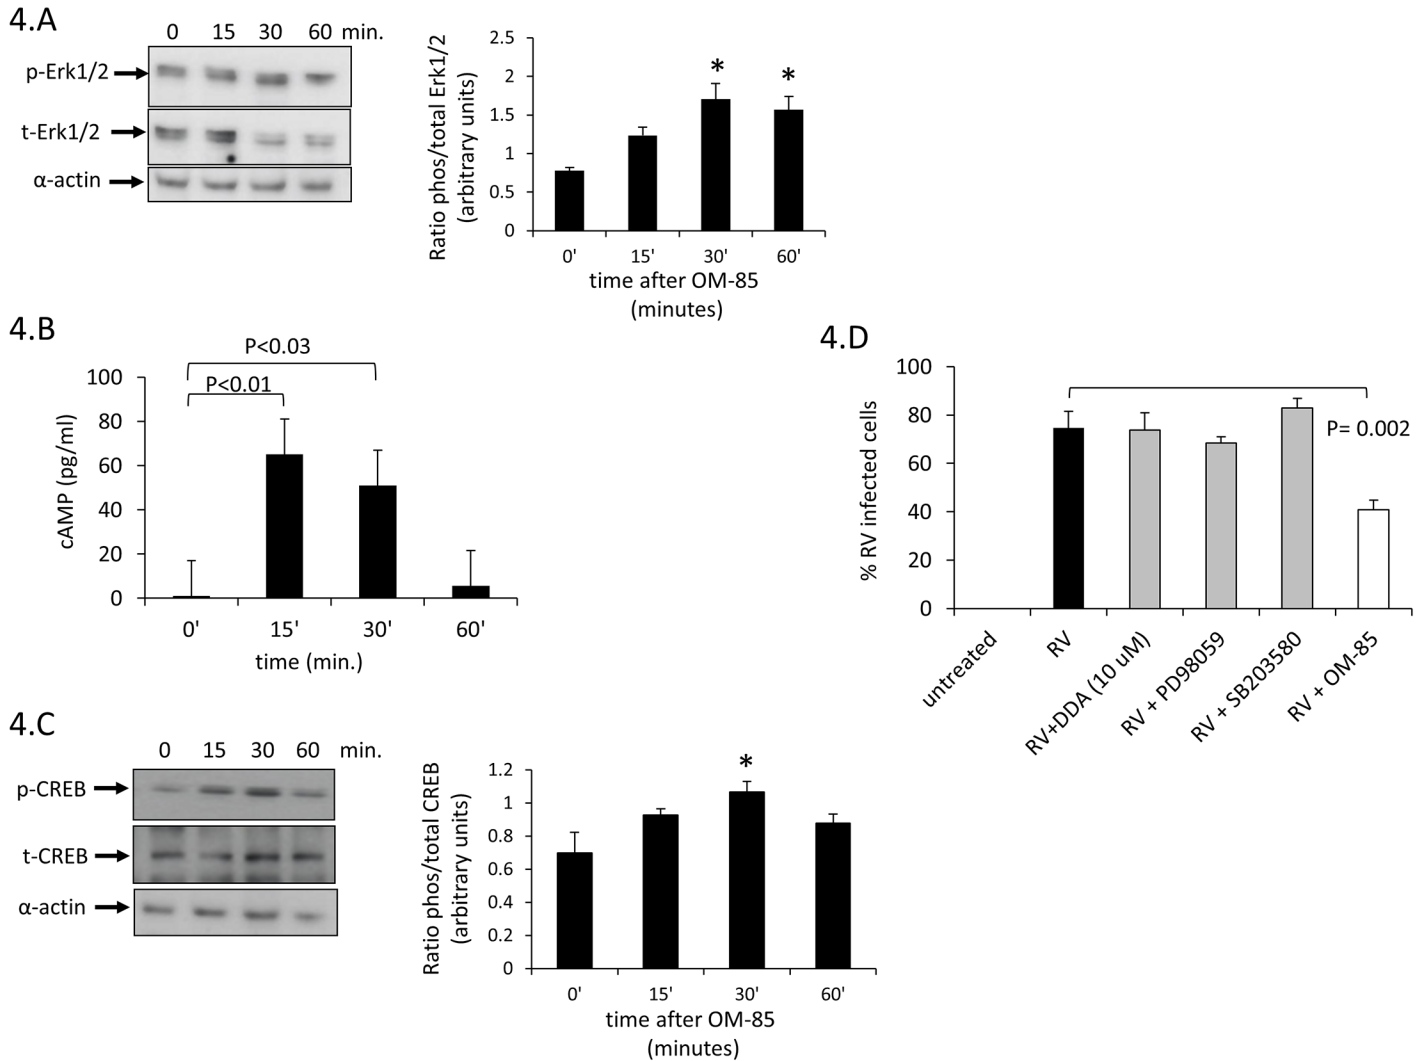 4.A
0 15 30 60 min.
p-Erk1/2
t-Erk1/2
α-actin
Ratio phos/total Erk1/2
(arbitrary units)
2.5
2
1.5
1
0.5
0
*
*
0' 15' 30' 60'
time after OM-85
(minutes)
4.B
P<0.03
P<0.01
cAMP (pg/ml)
100
80
60
40
20
0
0' 15' 30' 60'
time (min.)
4.D
% RV infected cells
100
80
60
40
20
0
P= 0.002
untreated
RV
RV+DDA (10 uM)
RV + PD98059
RV + SB203580
RV + OM-85
4.C
0 15 30 60 min.
p-CREB
t-CREB
α-actin
Ratio phos/total CREB
(arbitrary units)
1.2
1
0.8
0.6
0.4
0.2
0
*
0' 15' 30' 60'
time after OM-85
(minutes)